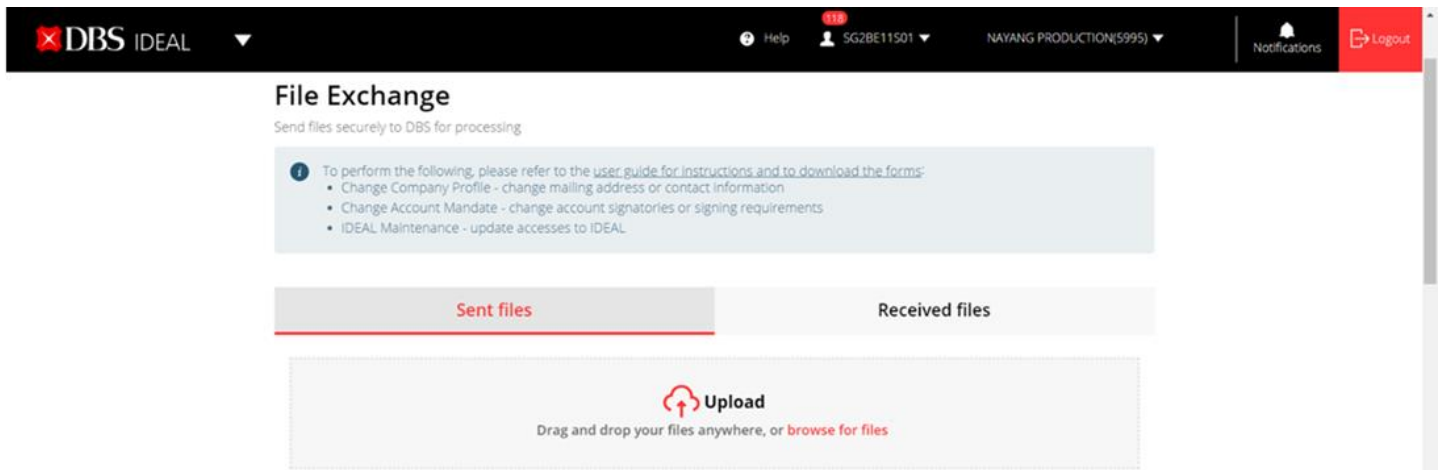 DBS IDEAL
Help
118
SG2BE11S01
NAYANG PRODUCTION(5995)
Notifications
Logout
File Exchange
Send files securely to DBS for processing
To perform the following, please refer to the user guide for instructions and to download the forms:
• Change Company Profile - change mailing address or contact information
• Change Account Mandate - change account signatories or signing requirements
• IDEAL Maintenance - update accesses to IDEAL
Sent files
Received files
Upload
Drag and drop your files anywhere, or browse for files